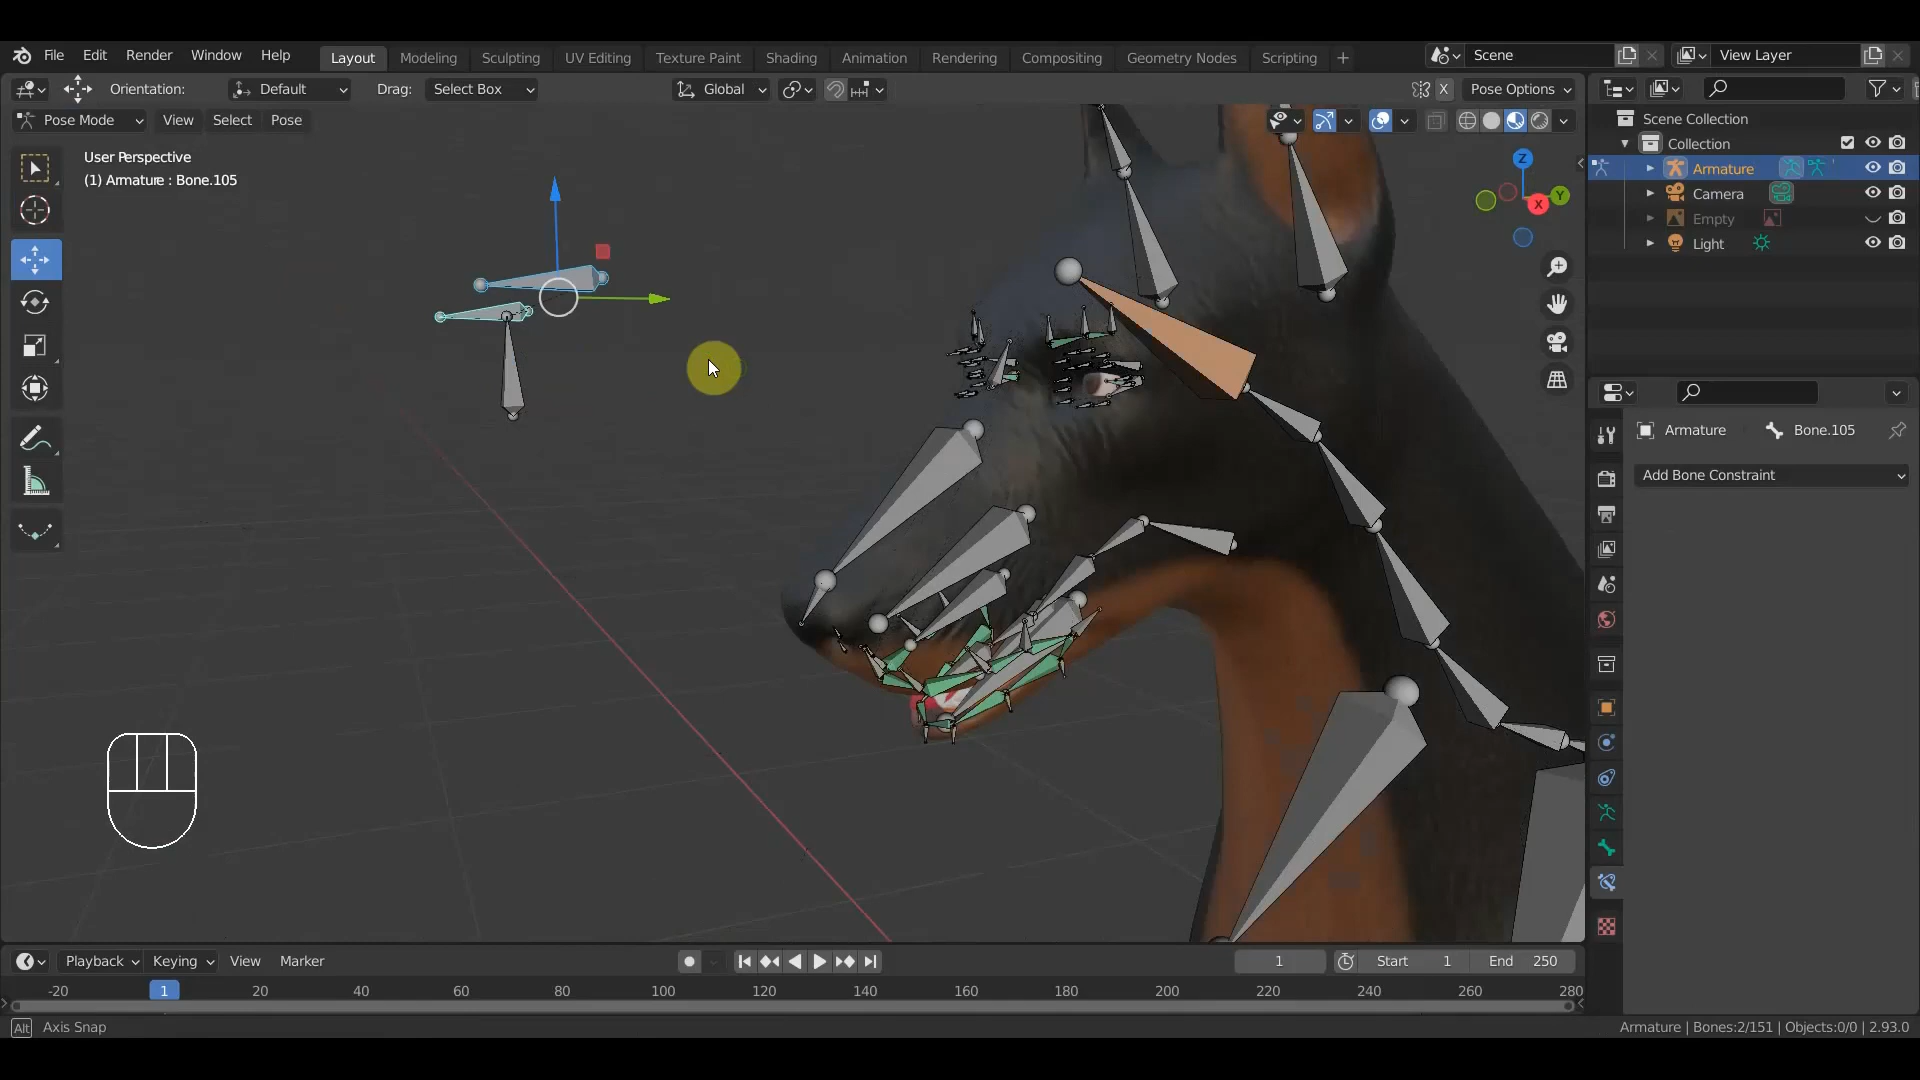 File Edit Render Window Help Layout Modeling Sculpting UV Editing Texture Paint Shading Animation Rendering Compositing Geometry Nodes Scripting + Scene View Layer
Orientation: Default Drag: Select Box Global X Pose Options
Pose Mode View Select Pose
User Perspective
(1) Armature : Bone.105
Z
Y
X
Scene Collection
Collection
Armature
Camera
Empty
Light
Armature Bone.105
Add Bone Constraint
Playback Keying View Marker 1 Start 1 End 250
-20 1 20 40 60 80 100 120 140 160 180 200 220 240 260 280
Alt Axis Snap Armature | Bones:2/151 | Objects:0/0 | 2.93.0